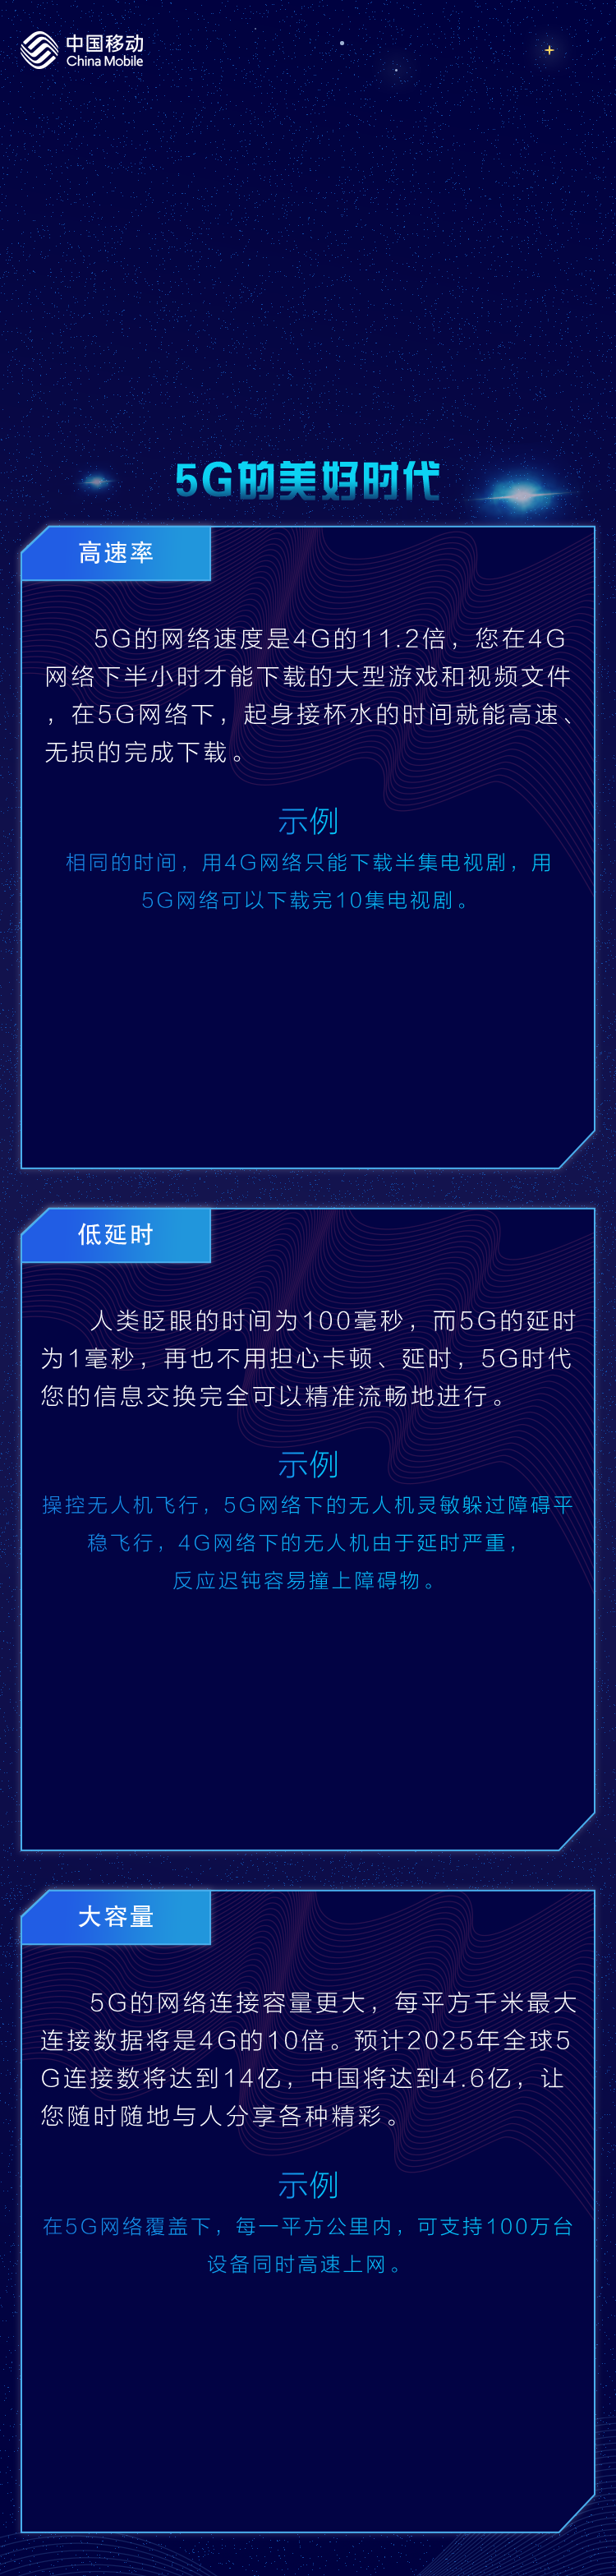 中国移动
China Mobile
5G的美好时代
高速率
5G的网络速度是4G的11.2倍，您在4G
网络下半小时才能下载的大型游戏和视频文件
，在5G网络下，起身接杯水的时间就能高速、
无损的完成下载。
示例
相同的时间，用4G网络只能下载半集电视剧，用
5G网络可以下载完10集电视剧。
低延时
人类眨眼的时间为100毫秒，而5G的延时
为1毫秒，再也不用担心卡顿、延时，5G时代
您的信息交换完全可以精准流畅地进行。
示例
操控无人机飞行，5G网络下的无人机灵敏躲过障碍平
稳飞行，4G网络下的无人机由于延时严重，
反应迟钝容易撞上障碍物。
大容量
5G的网络连接容量更大，每平方千米最大
连接数据将是4G的10倍。预计2025年全球5
G连接数将达到14亿，中国将达到4.6亿，让
您随时随地与人分享各种精彩。
示例
在5G网络覆盖下，每一平方公里内，可支持100万台
设备同时高速上网。